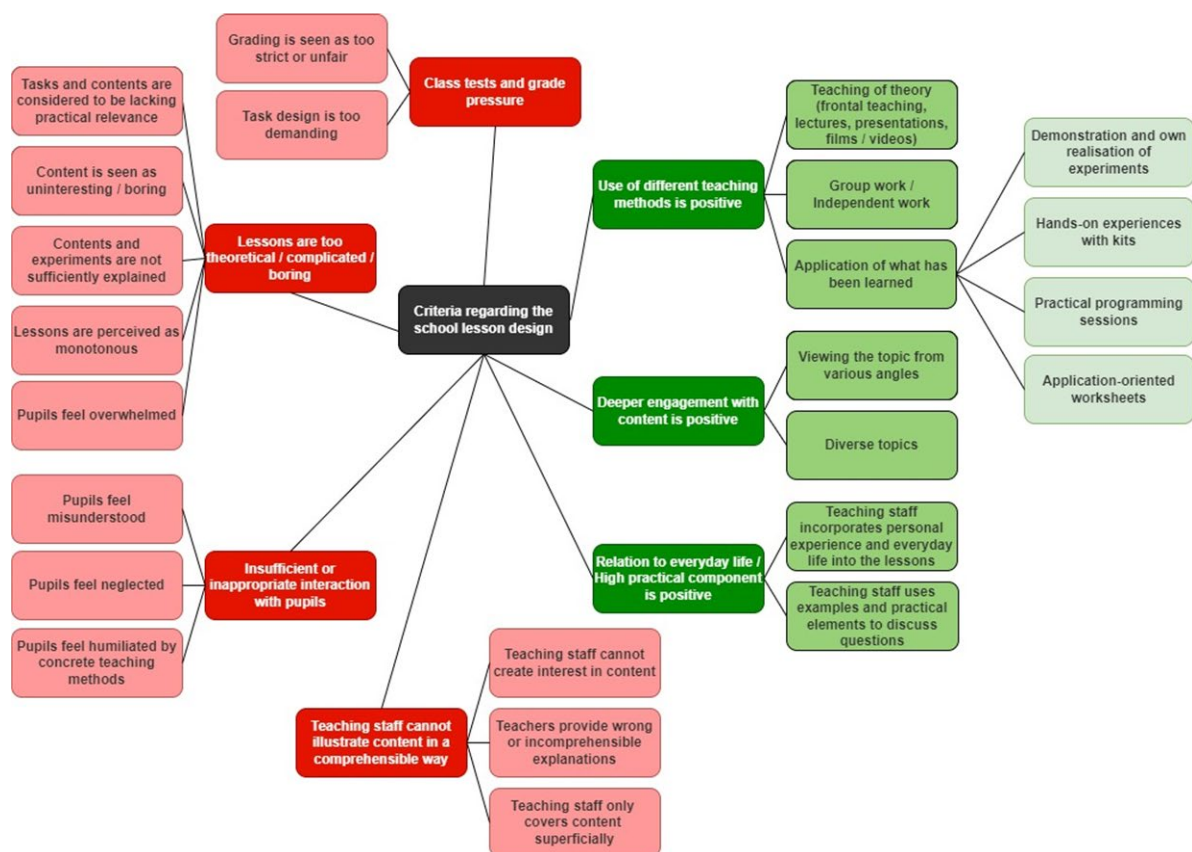 Grading is seen as too
strict or unfair
Task design is too
demanding
Class tests and grade
pressure
Tasks and contents are
considered to be lacking
practical relevance
Content is seen as
uninteresting / boring
Contents and
experiments are not
sufficiently explained
Lessons are perceived as
monotonous
Pupils feel overwhelmed
Lessons are too
theoretical / complicated /
boring
Criteria regarding the
school lesson design
Use of different teaching
methods is positive
Teaching of theory
(frontal teaching,
lectures, presentations,
films / videos)
Group work /
Independent work
Application of what has
been learned
Demonstration and own
realisation of
experiments
Hands-on experiences
with kits
Practical programming
sessions
Application-oriented
worksheets
Deeper engagement with
content is positive
Viewing the topic from
various angles
Diverse topics
Relation to everyday life /
High practical component
is positive
Teaching staff
incorporates personal
experience and everyday
life into the lessons
Teaching staff uses
examples and practical
elements to discuss
questions
Pupils feel
misunderstood
Pupils feel neglected
Pupils feel humiliated by
concrete teaching
methods
Insufficient or
inappropriate interaction
with pupils
Teaching staff cannot
illustrate content in a
comprehensible way
Teaching staff cannot
create interest in content
Teachers provide wrong
or incomprehensible
explanations
Teaching staff only
covers content
superficially